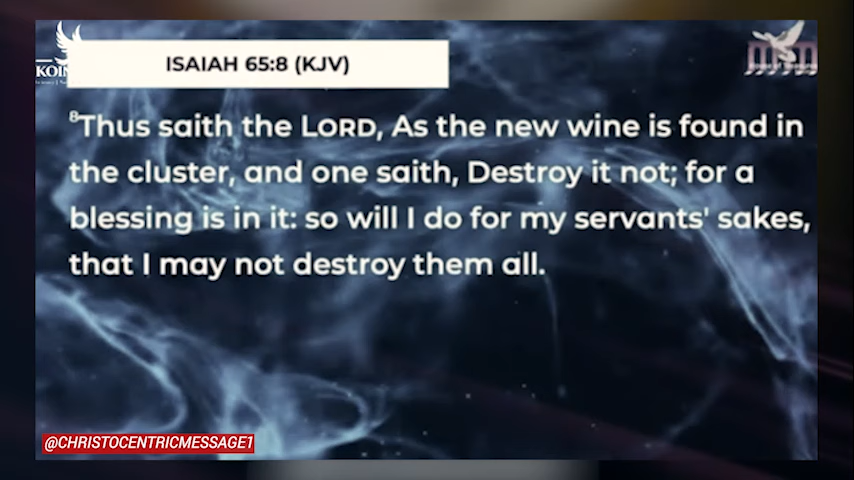 KOIN
ISAIAH 65:8 (KJV)
8Thus saith the LORD, As the new wine is found in
the cluster, and one saith, Destroy it not; for a
blessing is in it: so will I do for my servants' sakes,
that I may not destroy them all.
@CHRISTOCENTRICMESSAGE1